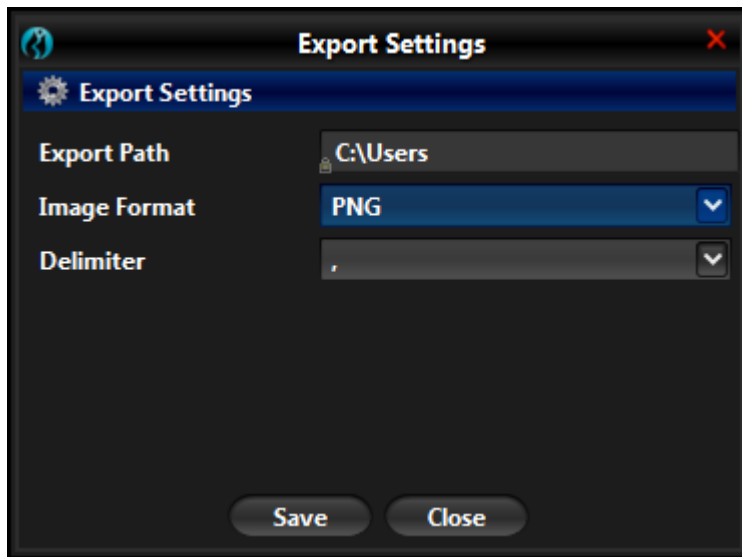 Export Settings
Export Settings
Export Path C:\Users
Image Format PNG
Delimiter ,
Save Close